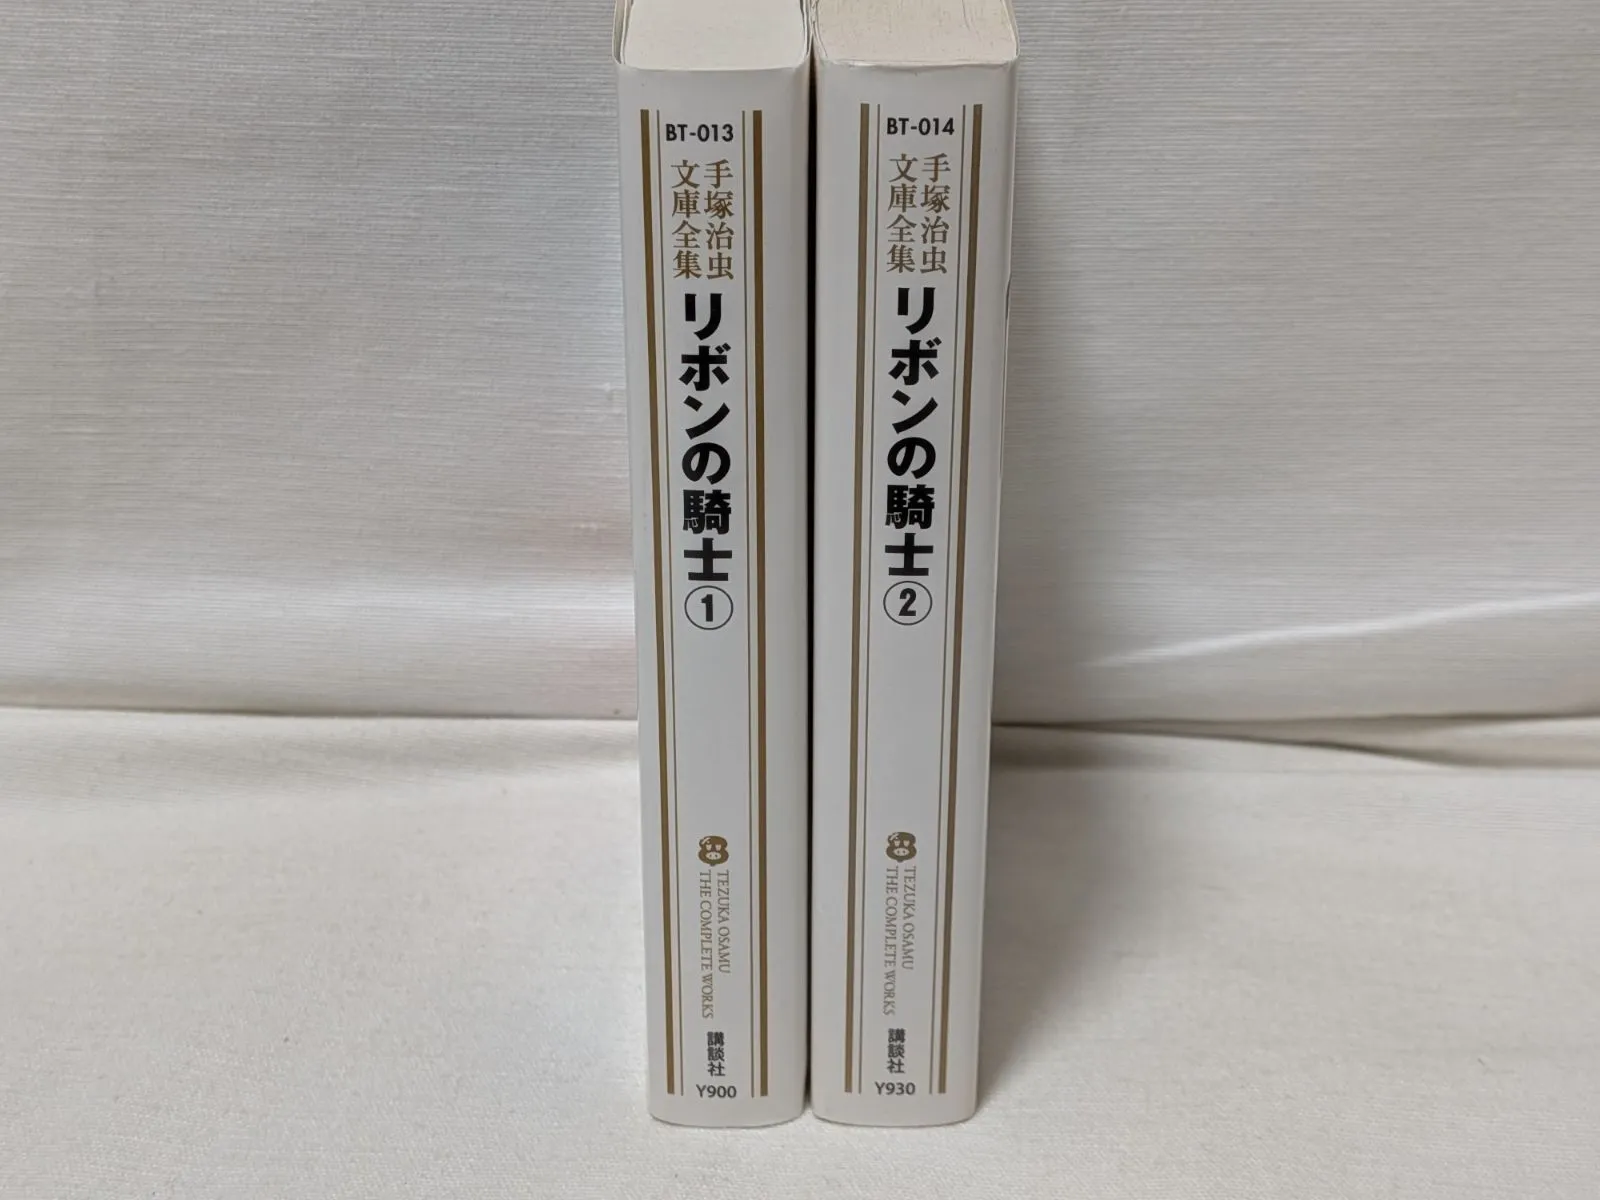 BT-013
手塚治虫
文庫全集
リボンの騎士①
TEZUKA OSAMU
THE COMPLETE WORKS
講談社
Y900
BT-014
手塚治虫
文庫全集
リボンの騎士②
TEZUKA OSAMU
THE COMPLETE WORKS
講談社
Y930